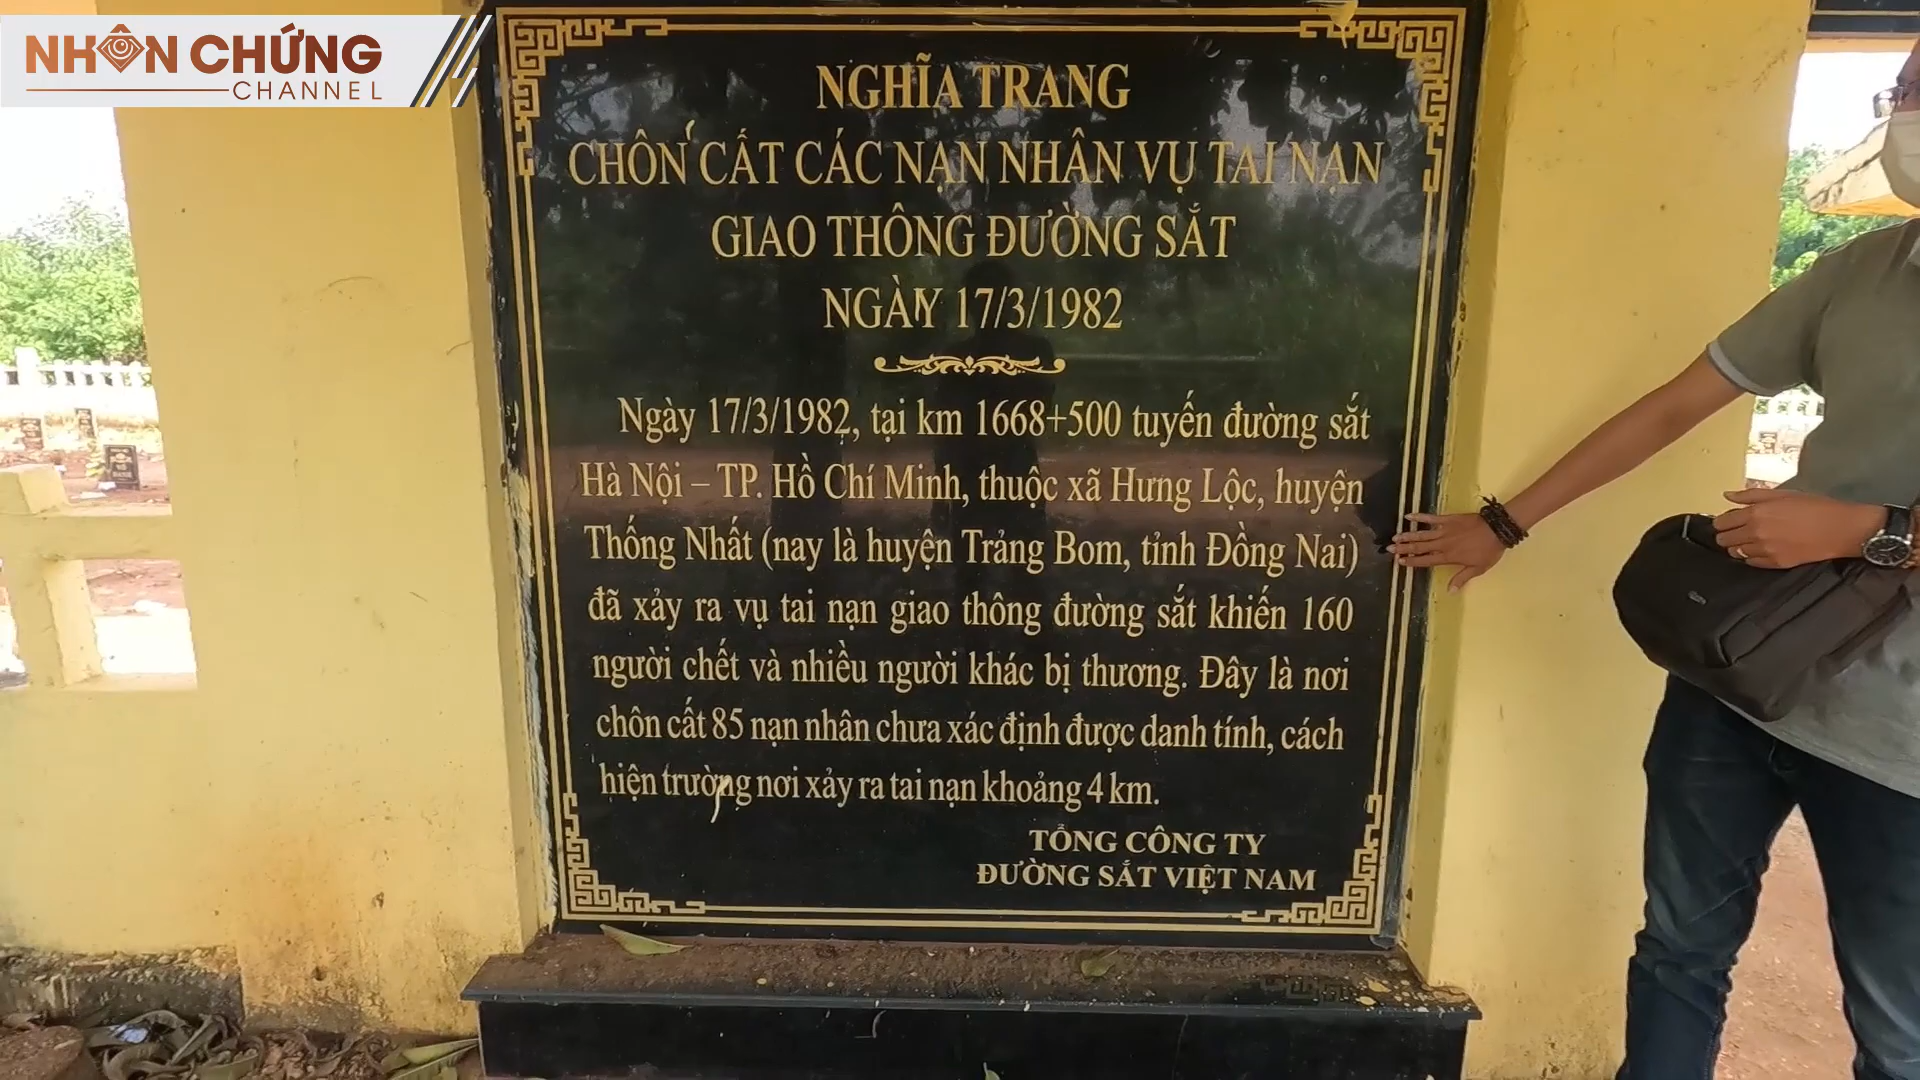 NHÂN CHỨNG
CHANNEL
NGHĨA TRANG
CHÔN CẤT CÁC NẠN NHÂN VỤ TAI NẠN
GIAO THÔNG ĐƯỜNG SẮT
NGÀY 17/3/1982
Ngày 17/3/1982, tại km 1668+500 tuyến đường sắt
Hà Nội – TP. Hồ Chí Minh, thuộc xã Hưng Lộc, huyện
Thống Nhất (nay là huyện Trảng Bom, tỉnh Đồng Nai)
đã xảy ra vụ tai nạn giao thông đường sắt khiến 160
người chết và nhiều người khác bị thương. Đây là nơi
chôn cất 85 nạn nhân chưa xác định được danh tính, cách
hiện trường nơi xảy ra tai nạn khoảng 4 km.
TỔNG CÔNG TY
ĐƯỜNG SẮT VIỆT NAM